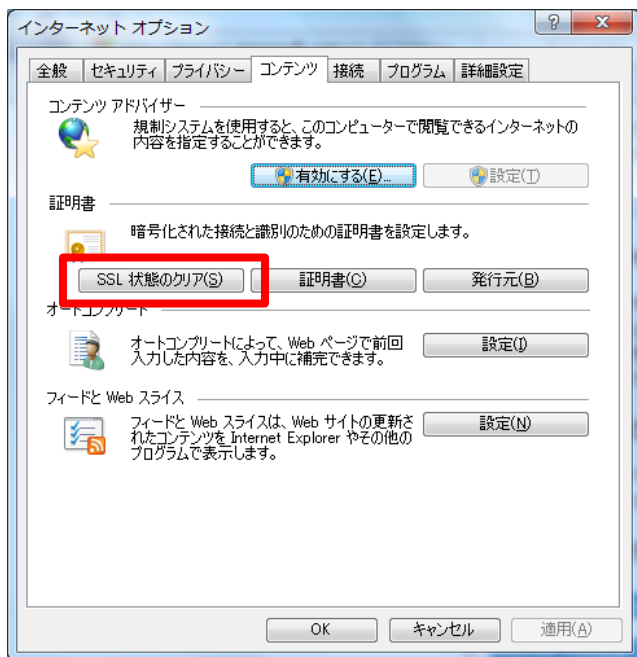 インターネット オプション
全般 セキュリティ プライバシー コンテンツ 接続 プログラム 詳細設定
コンテンツ アドバイザー
規制システムを使用すると、このコンピューターで閲覧できるインターネットの
内容を指定することができます。
有効にする(E)... 設定(T)
証明書
暗号化された接続と識別のための証明書を設定します。
SSL 状態のクリア(S) 証明書(C) 発行元(B)
オートコンプリート
オートコンプリートによって、Web ページで前回
入力した内容を、入力中に補完できます。
設定(I)
フィードと Web スライス
フィードと Web スライスは、Web サイトの更新さ
れたコンテンツを Internet Explorer やその他の
プログラムで表示します。
設定(N)
OK キャンセル 適用(A)